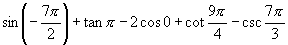 sin(-7π/2) + tan π - 2 cos 0 + cot 9π/4 - csc 7π/3